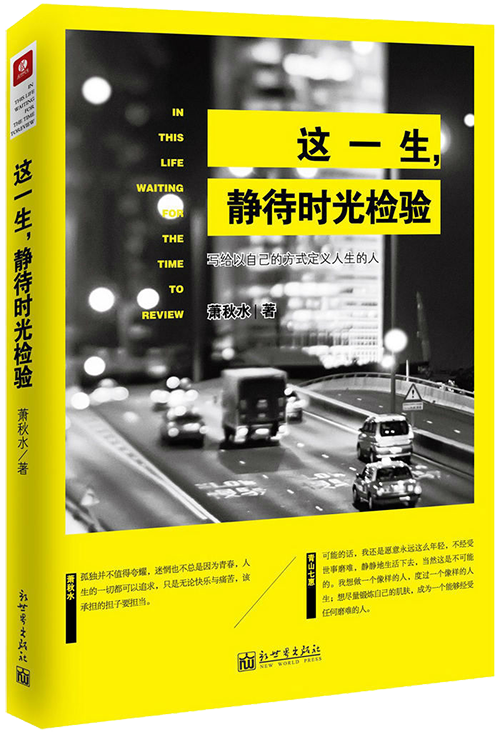 IN
THIS LIFE
WAITING
FOR
THE TIME
TOREVIEW
这一生，静待时光检验
萧秋水/著
IN
THIS
LIFE
WAITING
FOR
THE
TIME
TO
REVIEW
这一生，
静待时光检验
写给以自己的方式定义人生的人
萧秋水|著
萧秋水
孤独并不值得夸耀，迷惘也不总是因为青春，人
生的一切都可以追求，只是无论快乐与痛苦，该
承担的担子要担当。
青山七惠
可能的话，我还是愿意永远这么年轻，不经受
世事磨难，静静地生活下去，当然这是不可能
的。我想做一个像样的人，度过一个像样的人
生；想尽量锻炼自己的肌肤，成为一个能够经受
任何磨难的人。
新世界出版社
NEW WORLD PRESS